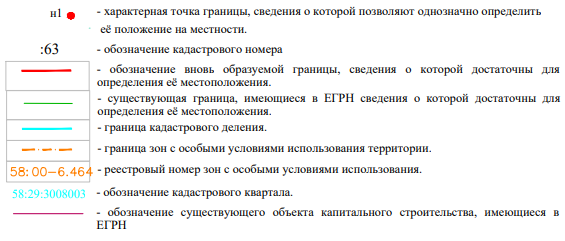 н1 - характерная точка границы, сведения о которой позволяют однозначно определить
её положение на местности.
:63 - обозначение кадастрового номера
- обозначение вновь образуемой границы, сведения о которой достаточны для
определения её местоположения.
- существующая граница, имеющиеся в ЕГРН сведения о которой достаточны для
определения её местоположения.
- граница кадастрового деления.
- граница зон с особыми условиями использования территории.
58:00-6.464 - реестровый номер зон с особыми условиями использования.
58:29:3008003 - обозначение кадастрового квартала.
- обозначение существующего объекта капитального строительства, имеющиеся в
ЕГРН